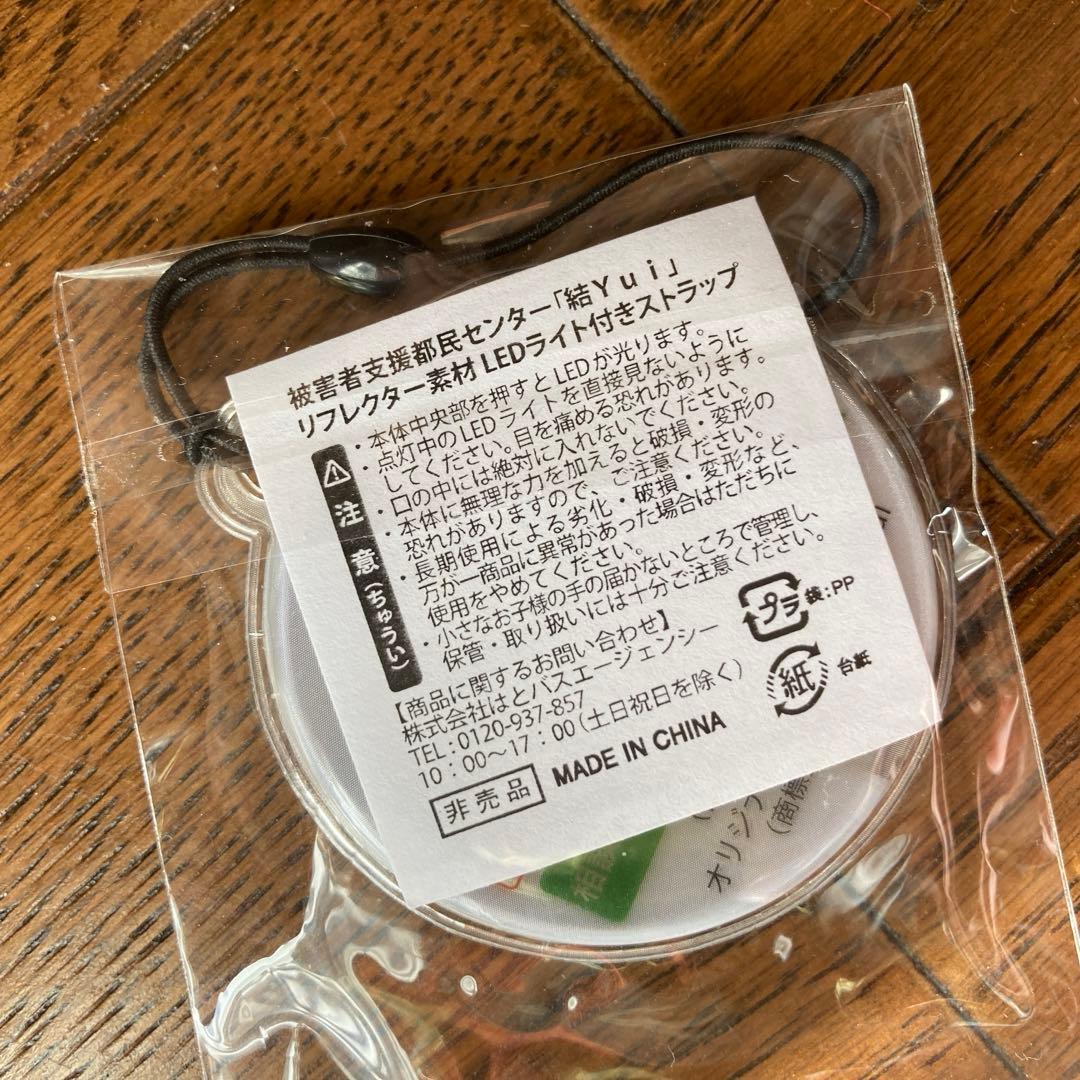 被害者支援都民センター「結Yui」
リフレクター素材 LEDライト付きストラップ
注意(ちゅうい)
・本体中央部を押すとLEDが光ります。
・点灯中のLEDライトを直接見ないように
してください。目を痛める恐れがあります。
・口の中には絶対に入れないでください。
・本体に無理な力を加えると破損・変形の
恐れがありますので、ご注意ください。
・長期使用による劣化・破損・変形など、
万が一商品に異常があった場合はただちに
使用をやめてください。
・小さなお子様の手の届かないところで管理し、
保管・取り扱いには十分ご注意ください。
【商品に関するお問い合わせ】
株式会社はとバスエージェンシー
TEL:0120-937-857
10:00〜17:00(土日祝日を除く)
非売品 MADE IN CHINA
プラ 袋:PP
紙 台紙
オリジ
(商標